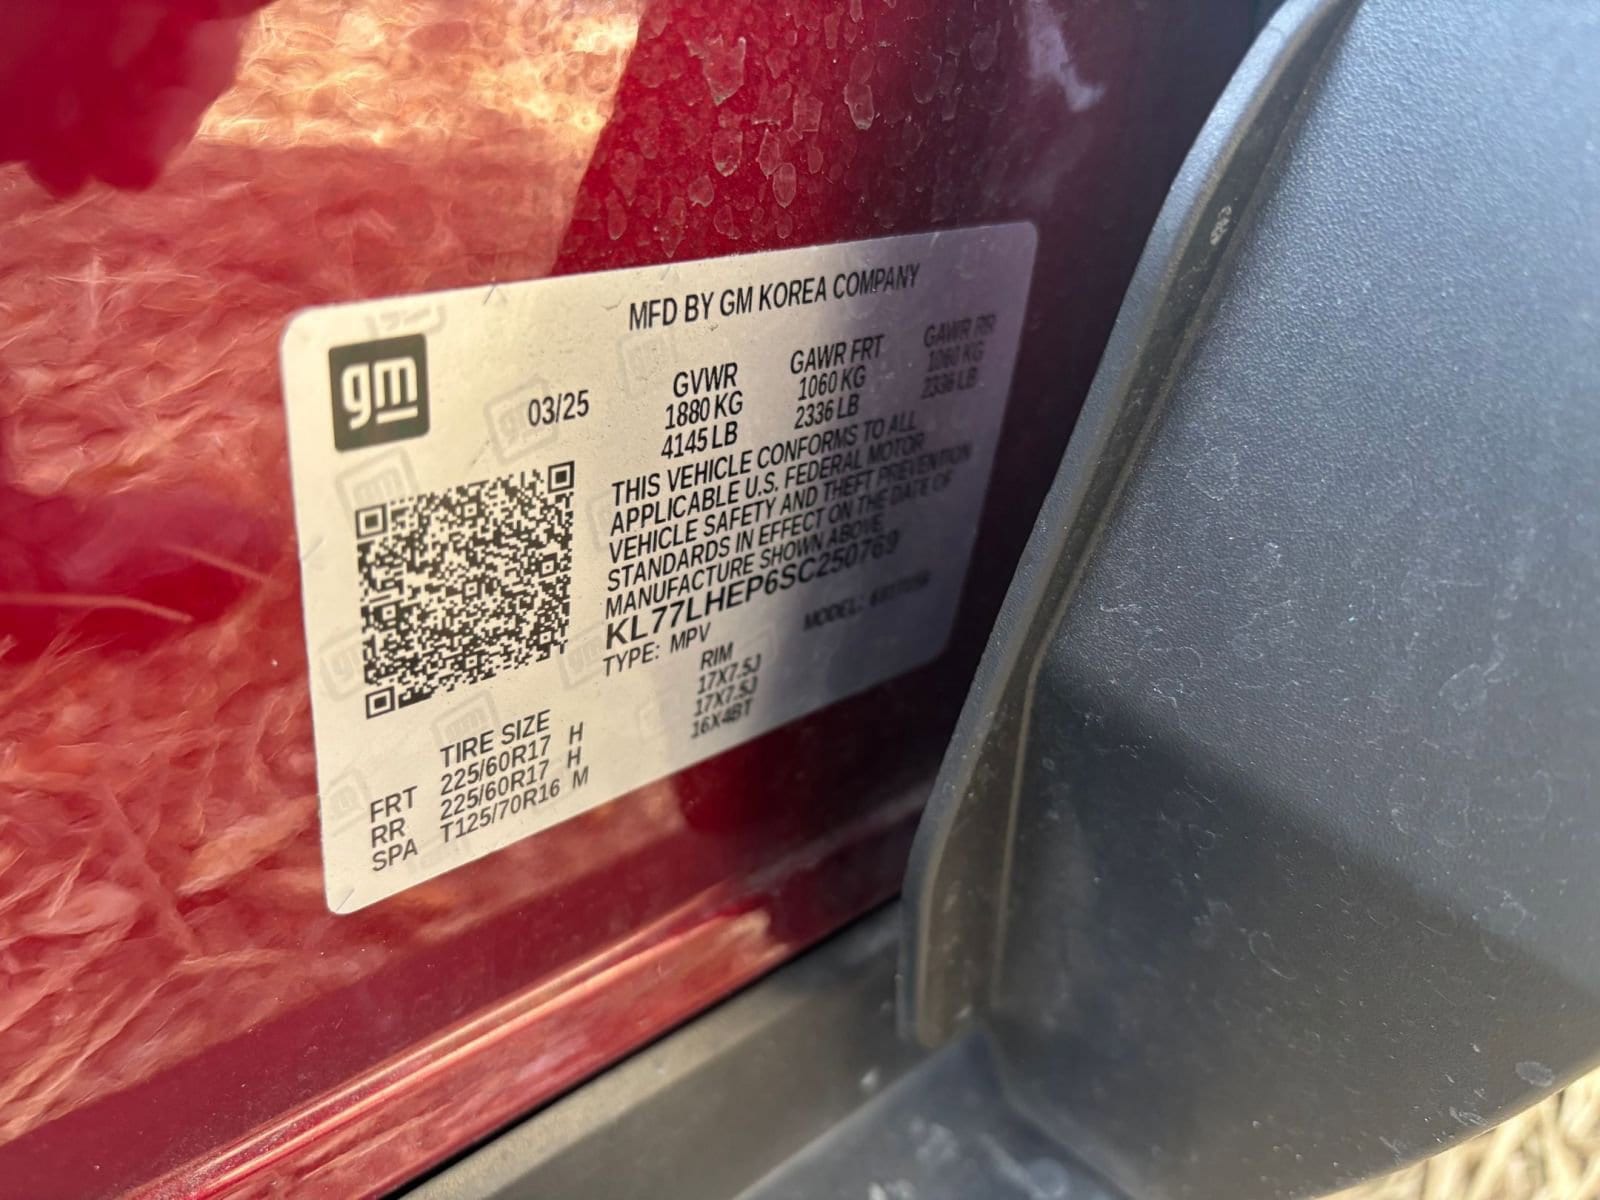 MFD BY GM KOREA COMPANY
gm
03/25
GVWR GAWR FRT GAWR RR
1880 KG 1060 KG 1060 KG
4145 LB 2336 LB 2336 LB
THIS VEHICLE CONFORMS TO ALL
APPLICABLE U.S. FEDERAL MOTOR
VEHICLE SAFETY AND THEFT PREVENTION
STANDARDS IN EFFECT ON THE DATE OF
MANUFACTURE SHOWN ABOVE
KL77LHEP6SC250769
TYPE: MPV MODEL:
TIRE SIZE RIM
FRT 225/60R17 H 17X7.5J
RR 225/60R17 H 17X7.5J
SPA T125/70R16 M 16X4BT